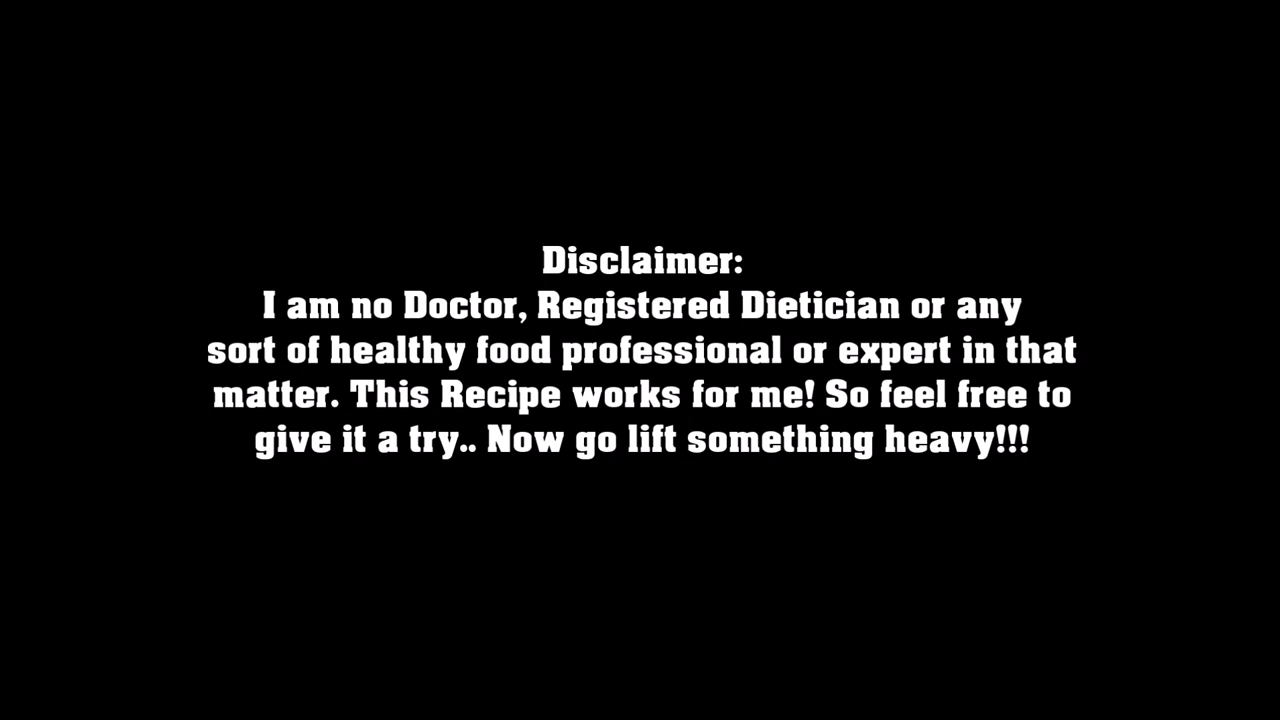 Disclaimer:
I am no Doctor, Registered Dietician or any
sort of healthy food professional or expert in that
matter. This Recipe works for me! So feel free to
give it a try.. Now go lift something heavy!!!